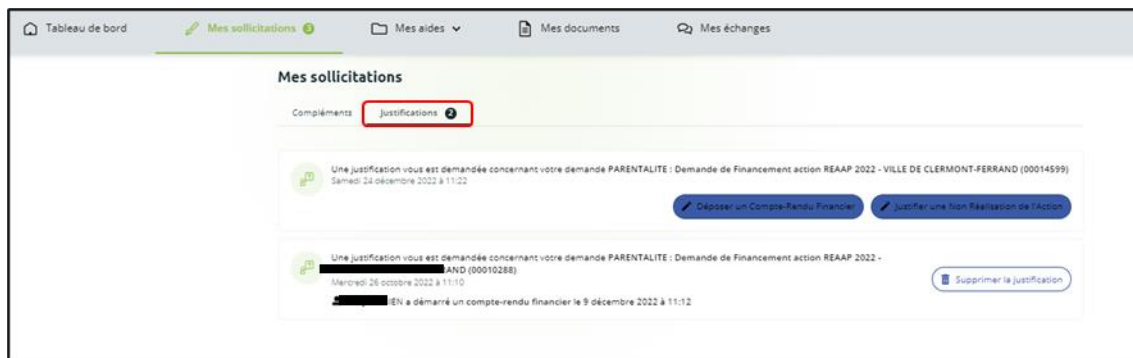 Tableau de bord Mes sollicitations 3 Mes aides Mes documents Mes échanges
Mes sollicitations
Compléments Justifications 2
Une justification vous est demandée concernant votre demande PARENTALITE : Demande de Financement action REAAP 2022 - VILLE DE CLERMONT-FERRAND (00014599)
Samedi 24 décembre 2022 à 11:22
Déposer un Compte-Rendu Financier Justifier une Non Réalisation de l'Action
Une justification vous est demandée concernant votre demande PARENTALITE : Demande de Financement action REAAP 2022 -
RAND (00010288)
Mercredi 26 octobre 2022 à 11:10
Supprimer la justification
IEN a démarré un compte-rendu financier le 9 décembre 2022 à 11:12